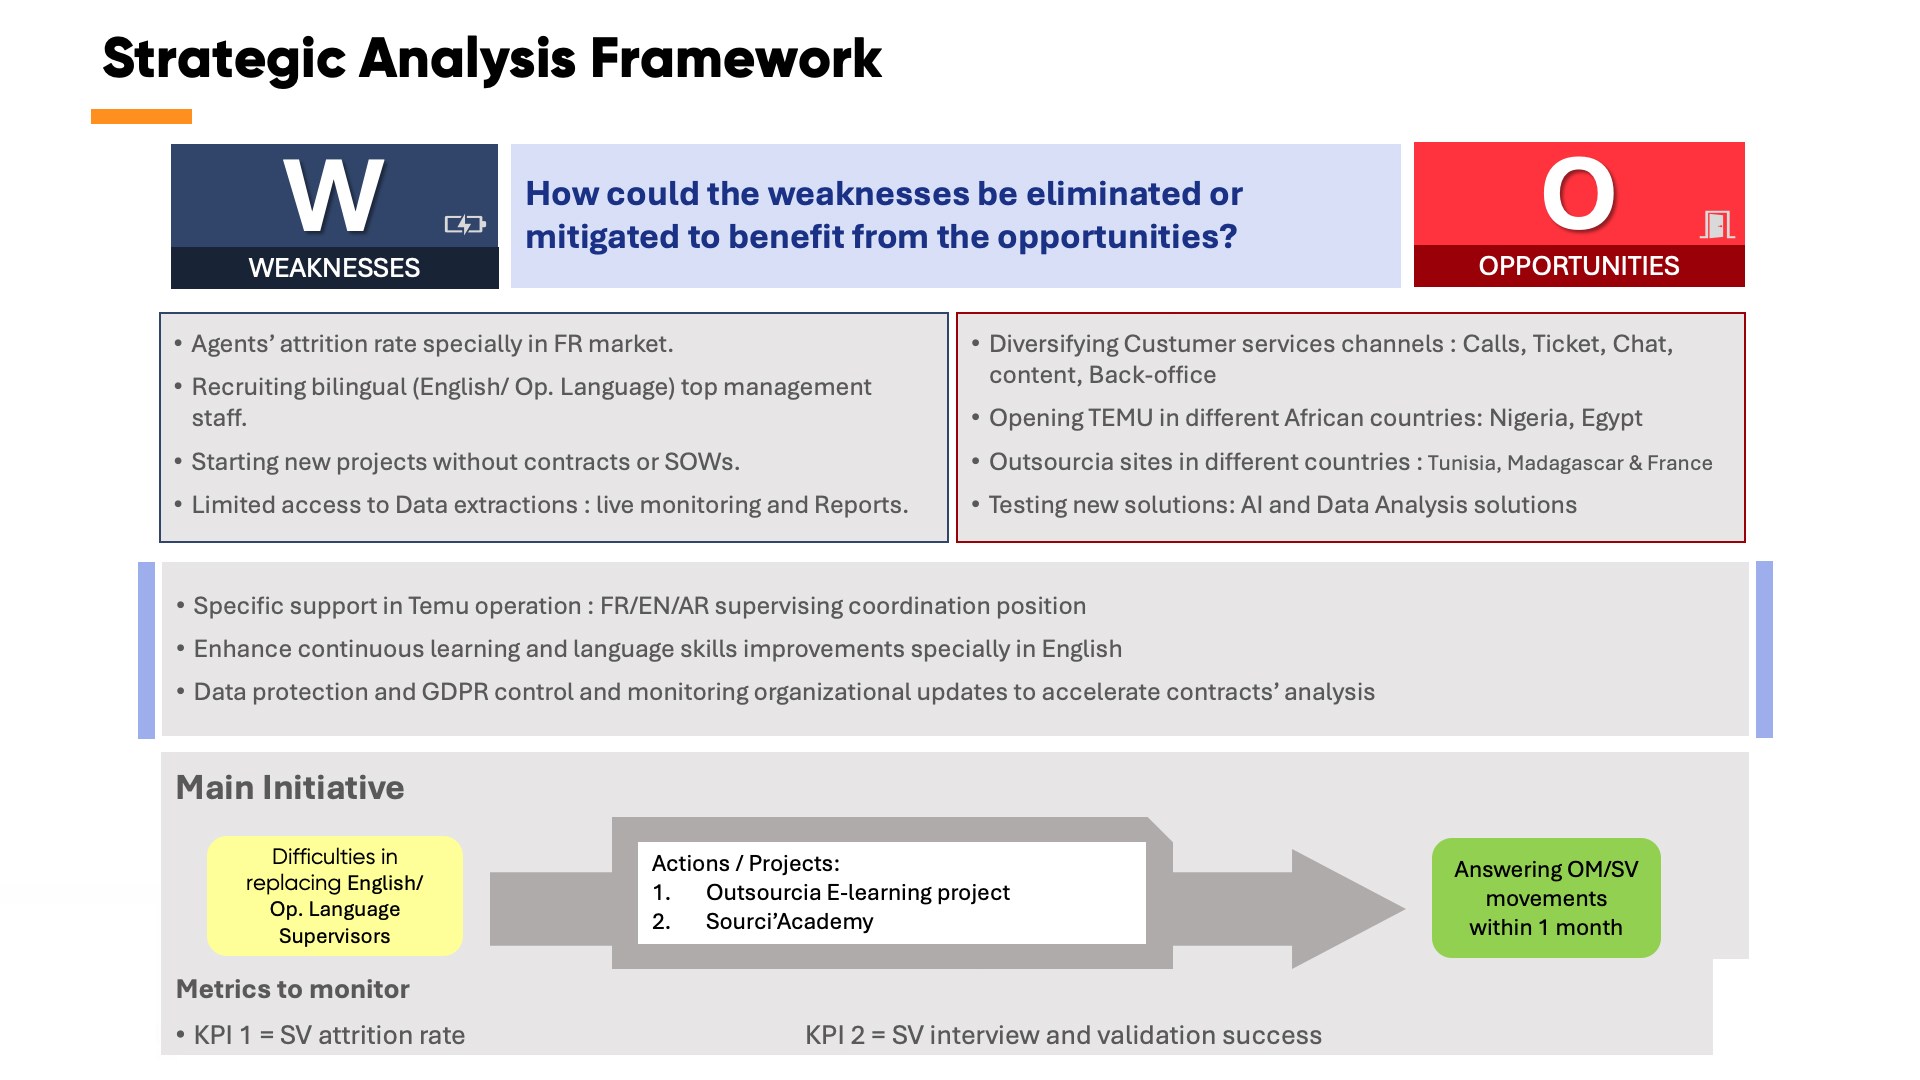 Strategic Analysis Framework
W
WEAKNESSES
How could the weaknesses be eliminated or
mitigated to benefit from the opportunities?
O
OPPORTUNITIES
• Agents’ attrition rate specially in FR market.
• Recruiting bilingual (English/ Op. Language) top management
staff.
• Starting new projects without contracts or SOWs.
• Limited access to Data extractions : live monitoring and Reports.
• Diversifying Custumer services channels : Calls, Ticket, Chat,
content, Back-office
• Opening TEMU in different African countries: Nigeria, Egypt
• Outsourcia sites in different countries : Tunisia, Madagascar & France
• Testing new solutions: AI and Data Analysis solutions
• Specific support in Temu operation : FR/EN/AR supervising coordination position
• Enhance continuous learning and language skills improvements specially in English
• Data protection and GDPR control and monitoring organizational updates to accelerate contracts’ analysis
Main Initiative
Difficulties in
replacing English/
Op. Language
Supervisors
Actions / Projects:
1. Outsourcia E-learning project
2. Sourci’Academy
Answering OM/SV
movements
within 1 month
Metrics to monitor
• KPI 1 = SV attrition rate
KPI 2 = SV interview and validation success